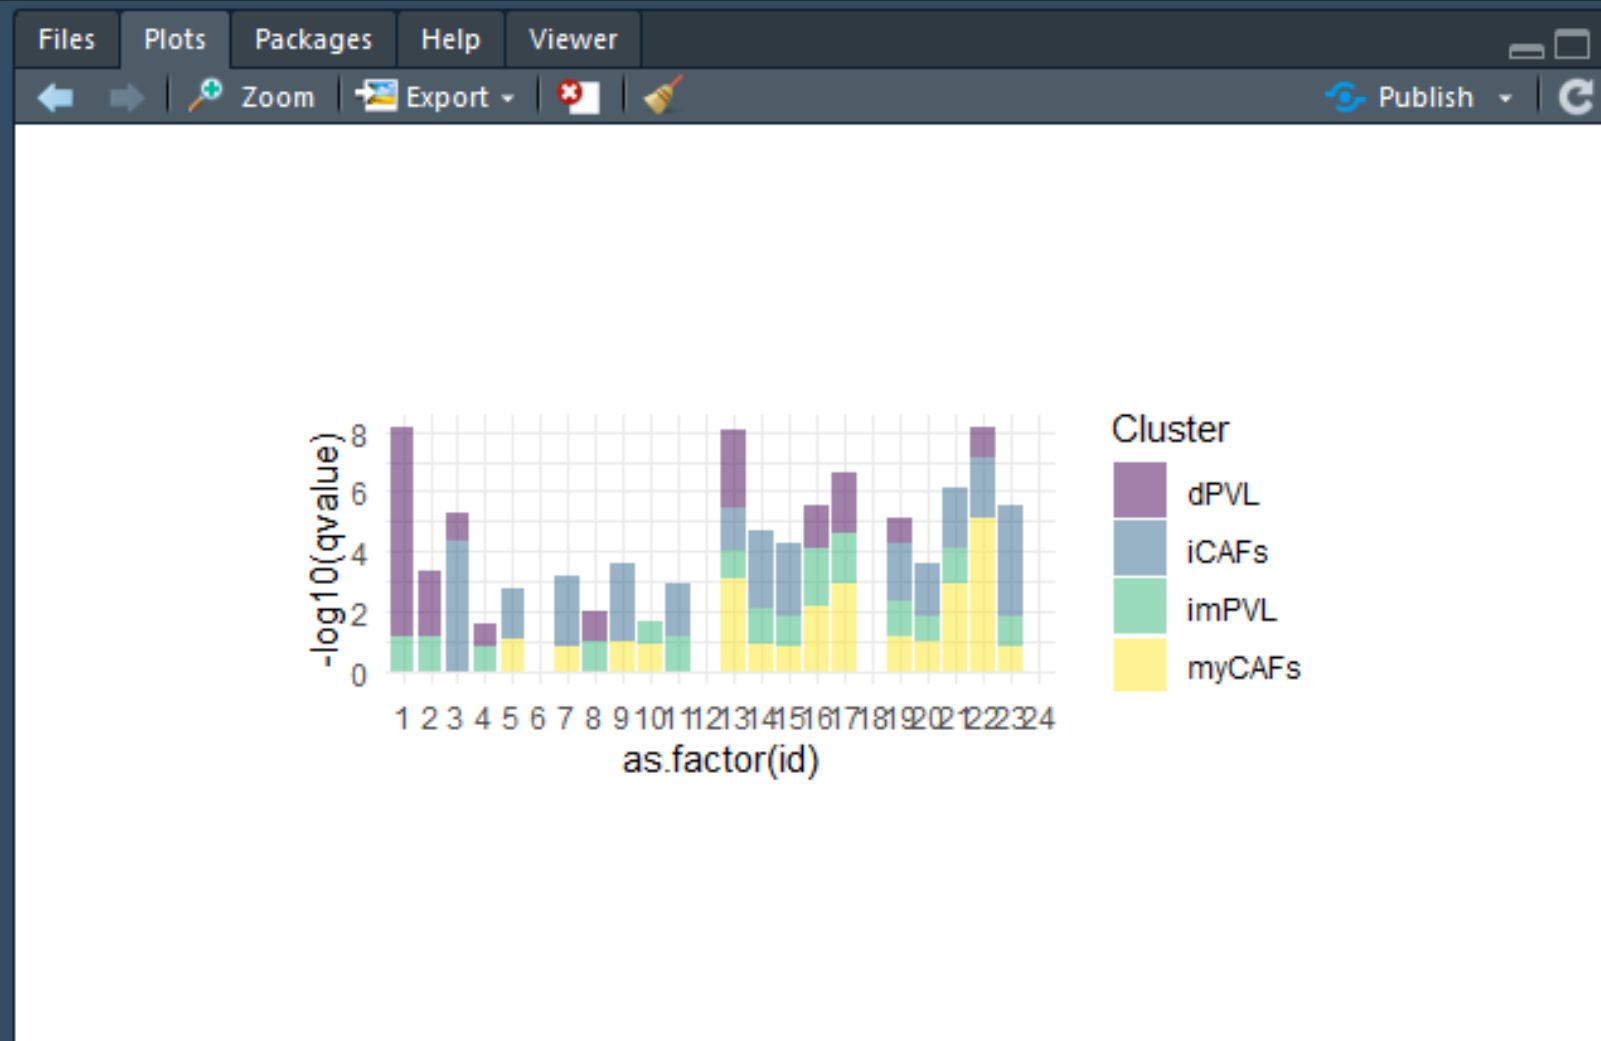 Files Plots Packages Help Viewer
Zoom Export Publish
8
6
4
2
0
-log10(qvalue)
1 2 3 4 5 6 7 8 9 10 11 12 13 14 15 16 17 18 19 20 21 22 23 24
as.factor(id)
Cluster
dPVL
iCAFs
imPVL
myCAFs